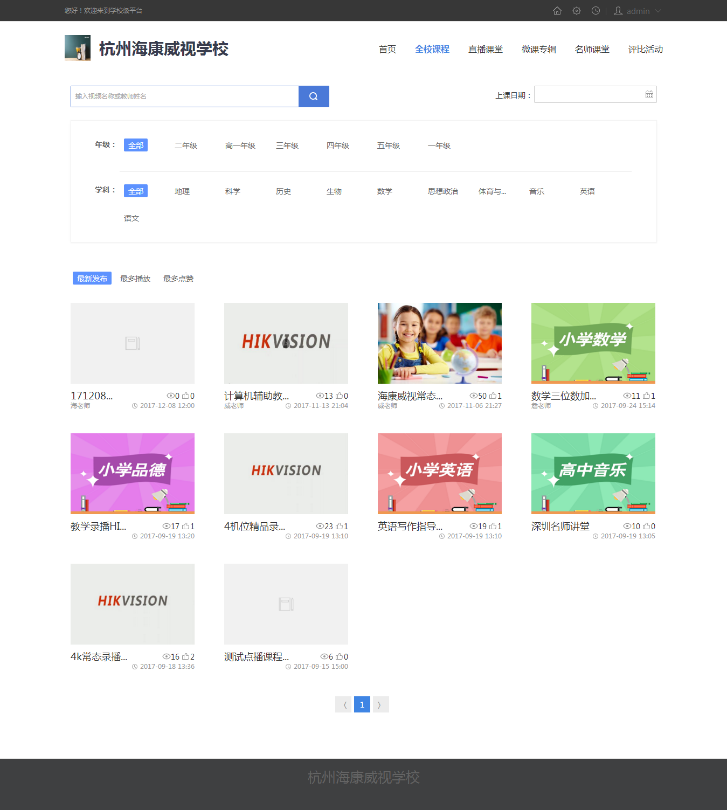 您好！欢迎来到学校级平台
admin
杭州海康威视学校
首页 全校课程 直播课堂 微课专辑 名师课堂 评比活动
输入视频名称或教师姓名
上课日期：
年级： 全部 二年级 高一年级 三年级 四年级 五年级 一年级
学科： 全部 地理 科学 历史 生物 数学 思想政治 体育与... 音乐 英语
语文
最新发布 最多播放 最多点赞
HIKVISION
小学数学
171208... 0 0
计算机辅助教... 13 0
海康威视常态... 50 1
数学三位数加... 11 1
2017-12-08 12:00
2017-11-13 21:04
2017-11-06 21:27
2017-09-24 15:14
小学品德
HIKVISION
小学英语
高中音乐
教学录播HI... 17 1
4机位精品录... 23 1
英语写作指导... 19 1
深圳名师讲堂 10 0
2017-09-19 13:20
2017-09-19 13:10
2017-09-19 13:10
2017-09-19 13:05
HIKVISION
4k常态录播... 16 2
测试点播课程... 6 0
2017-09-18 13:36
2017-09-15 15:00
〈 1 〉
杭州海康威视学校